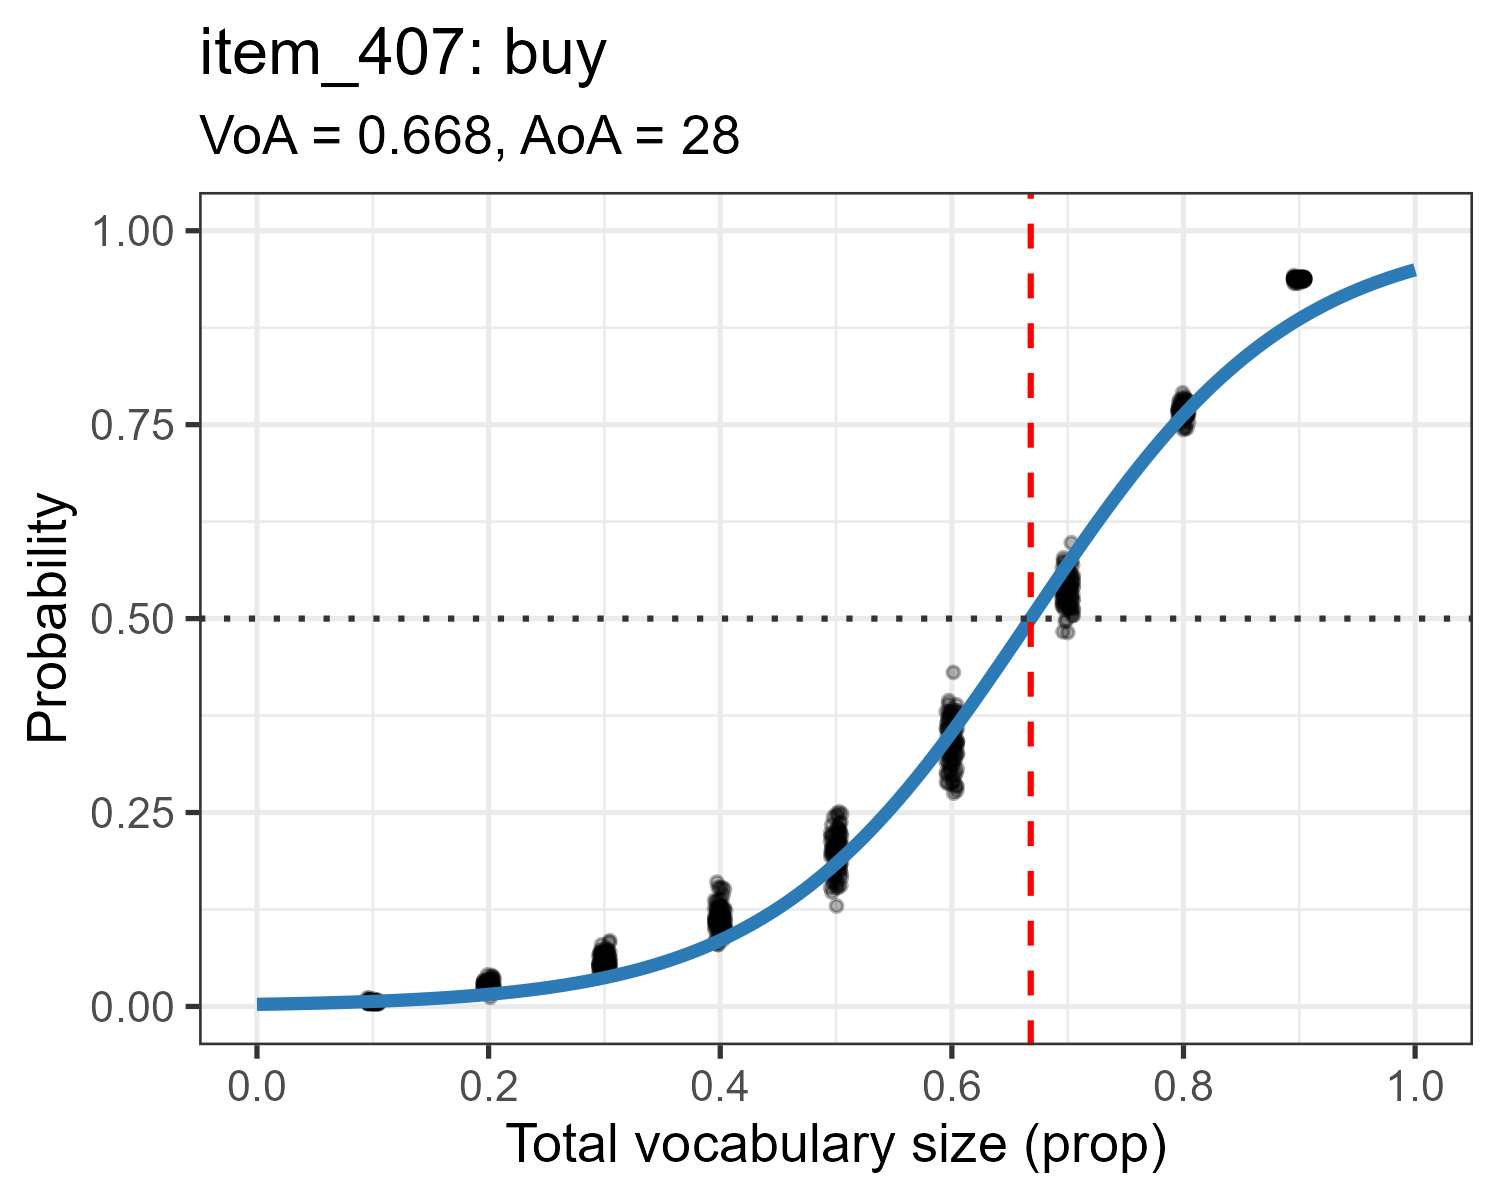 item_407: buy
VoA = 0.668, AoA = 28
Probability
1.00
0.75
0.50
0.25
0.00
0.0 0.2 0.4 0.6 0.8 1.0
Total vocabulary size (prop)